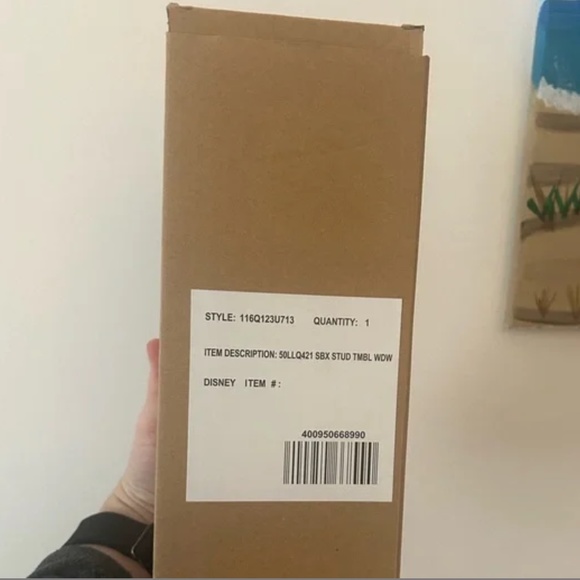 STYLE: 116Q123U713 QUANTITY: 1
ITEM DESCRIPTION: 50LLQ421 SBX STUD TMBL WDW
DISNEY ITEM #:
400950668990